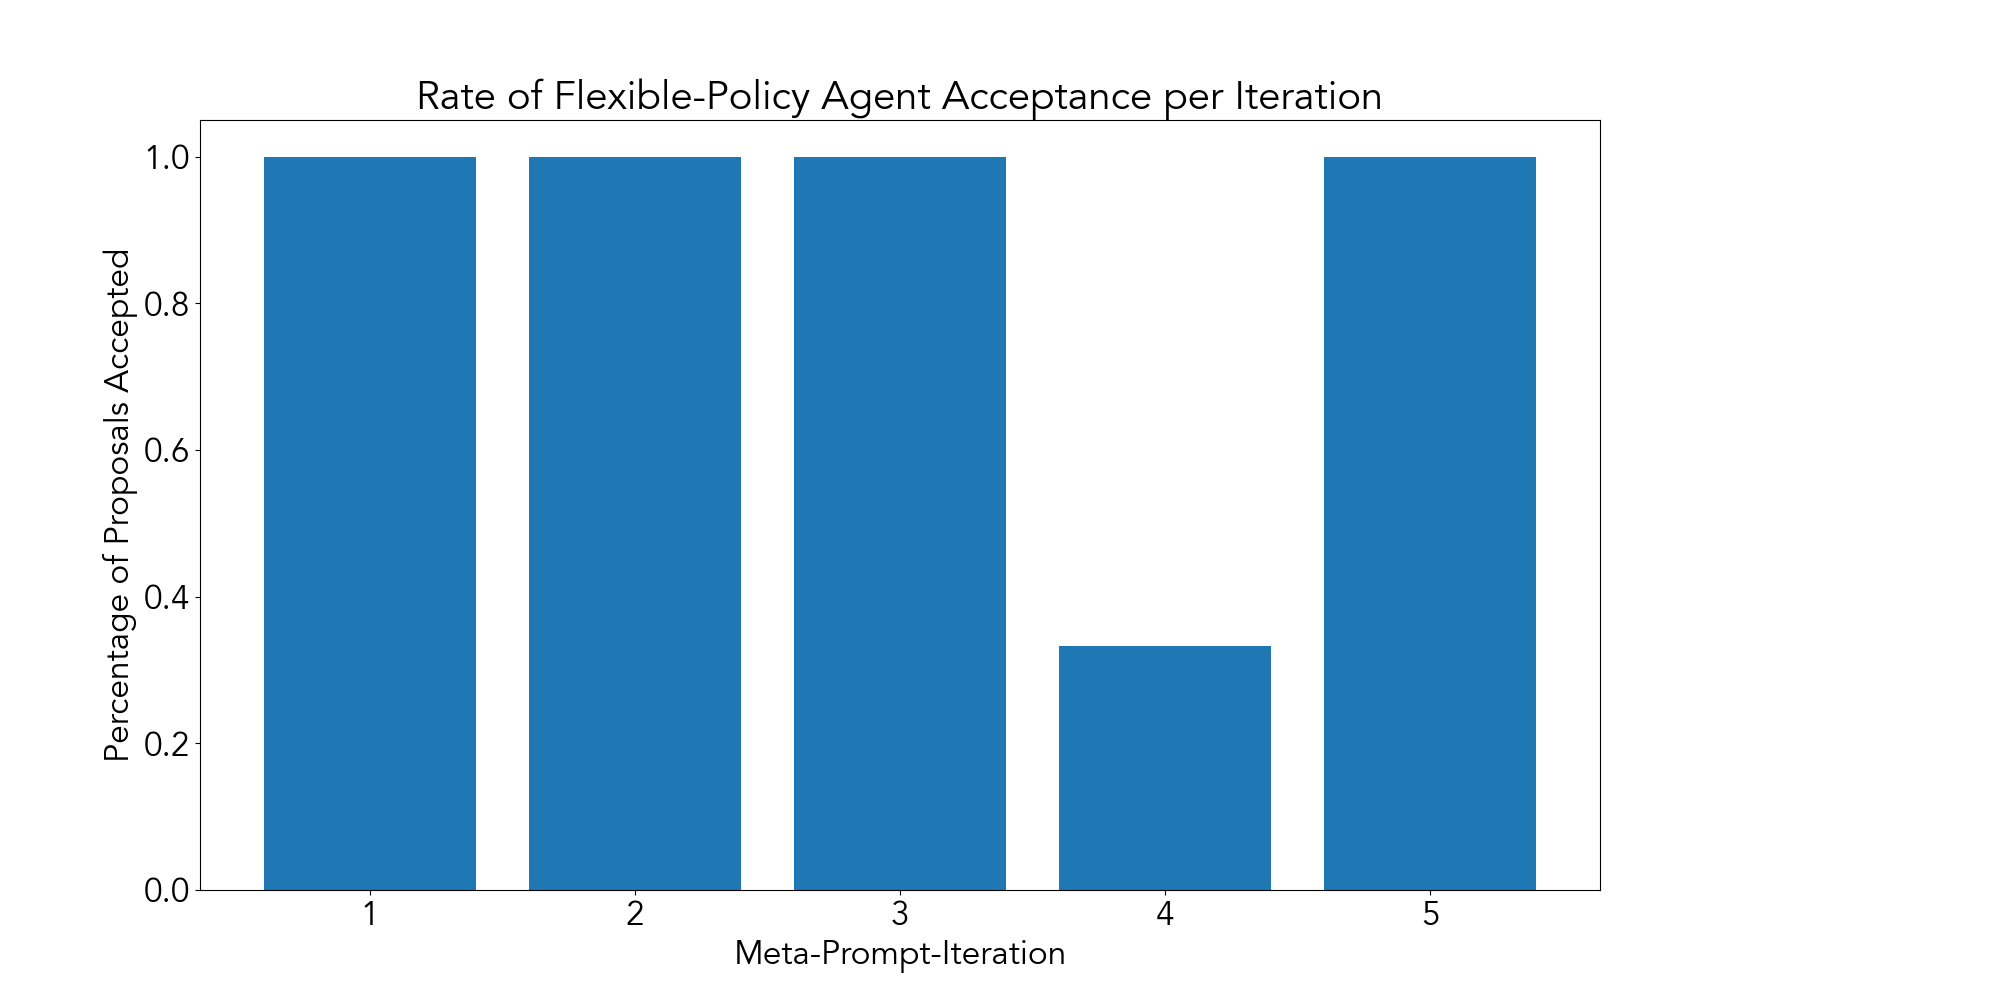 Rate of Flexible-Policy Agent Acceptance per Iteration
Percentage of Proposals Accepted
1.0
0.8
0.6
0.4
0.2
0.0
1 2 3 4 5
Meta-Prompt-Iteration